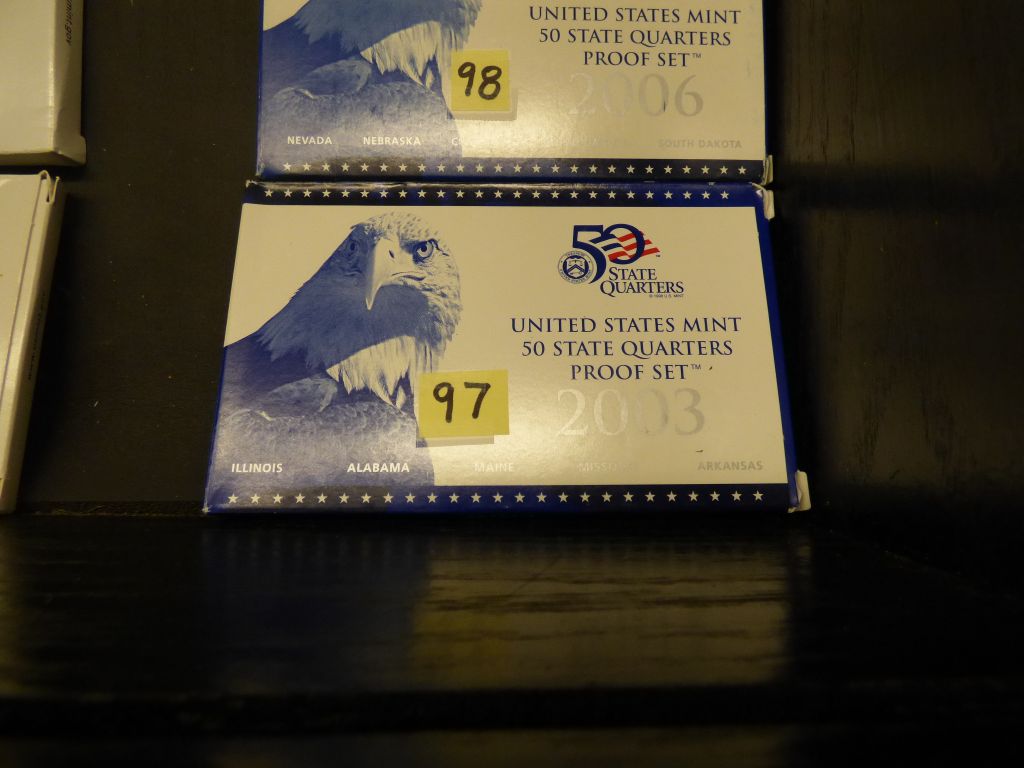 UNITED STATES MINT
50 STATE QUARTERS
PROOF SET™
98
2006
NEVADA NEBRASKA SOUTH DAKOTA
50
STATE
QUARTERS
UNITED STATES MINT
50 STATE QUARTERS
PROOF SET™
97
2003
ILLINOIS ALABAMA MAINE ARKANSAS